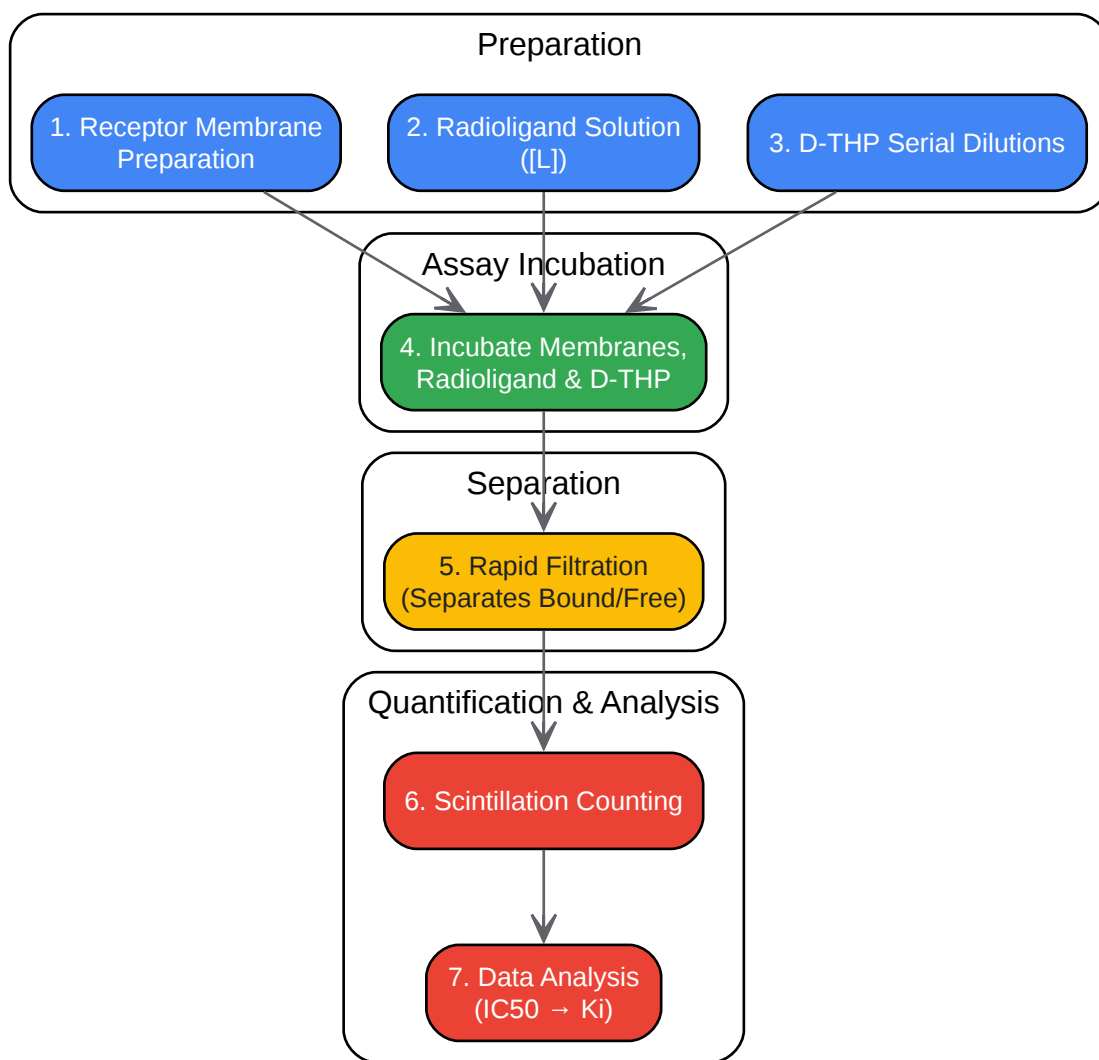 Preparation
1. Receptor Membrane
Preparation
2. Radioligand Solution
([L])
3. D-THP Serial Dilutions
Assay Incubation
4. Incubate Membranes,
Radioligand & D-THP
Separation
5. Rapid Filtration
(Separates Bound/Free)
Quantification & Analysis
6. Scintillation Counting
7. Data Analysis
(IC50 → Ki)